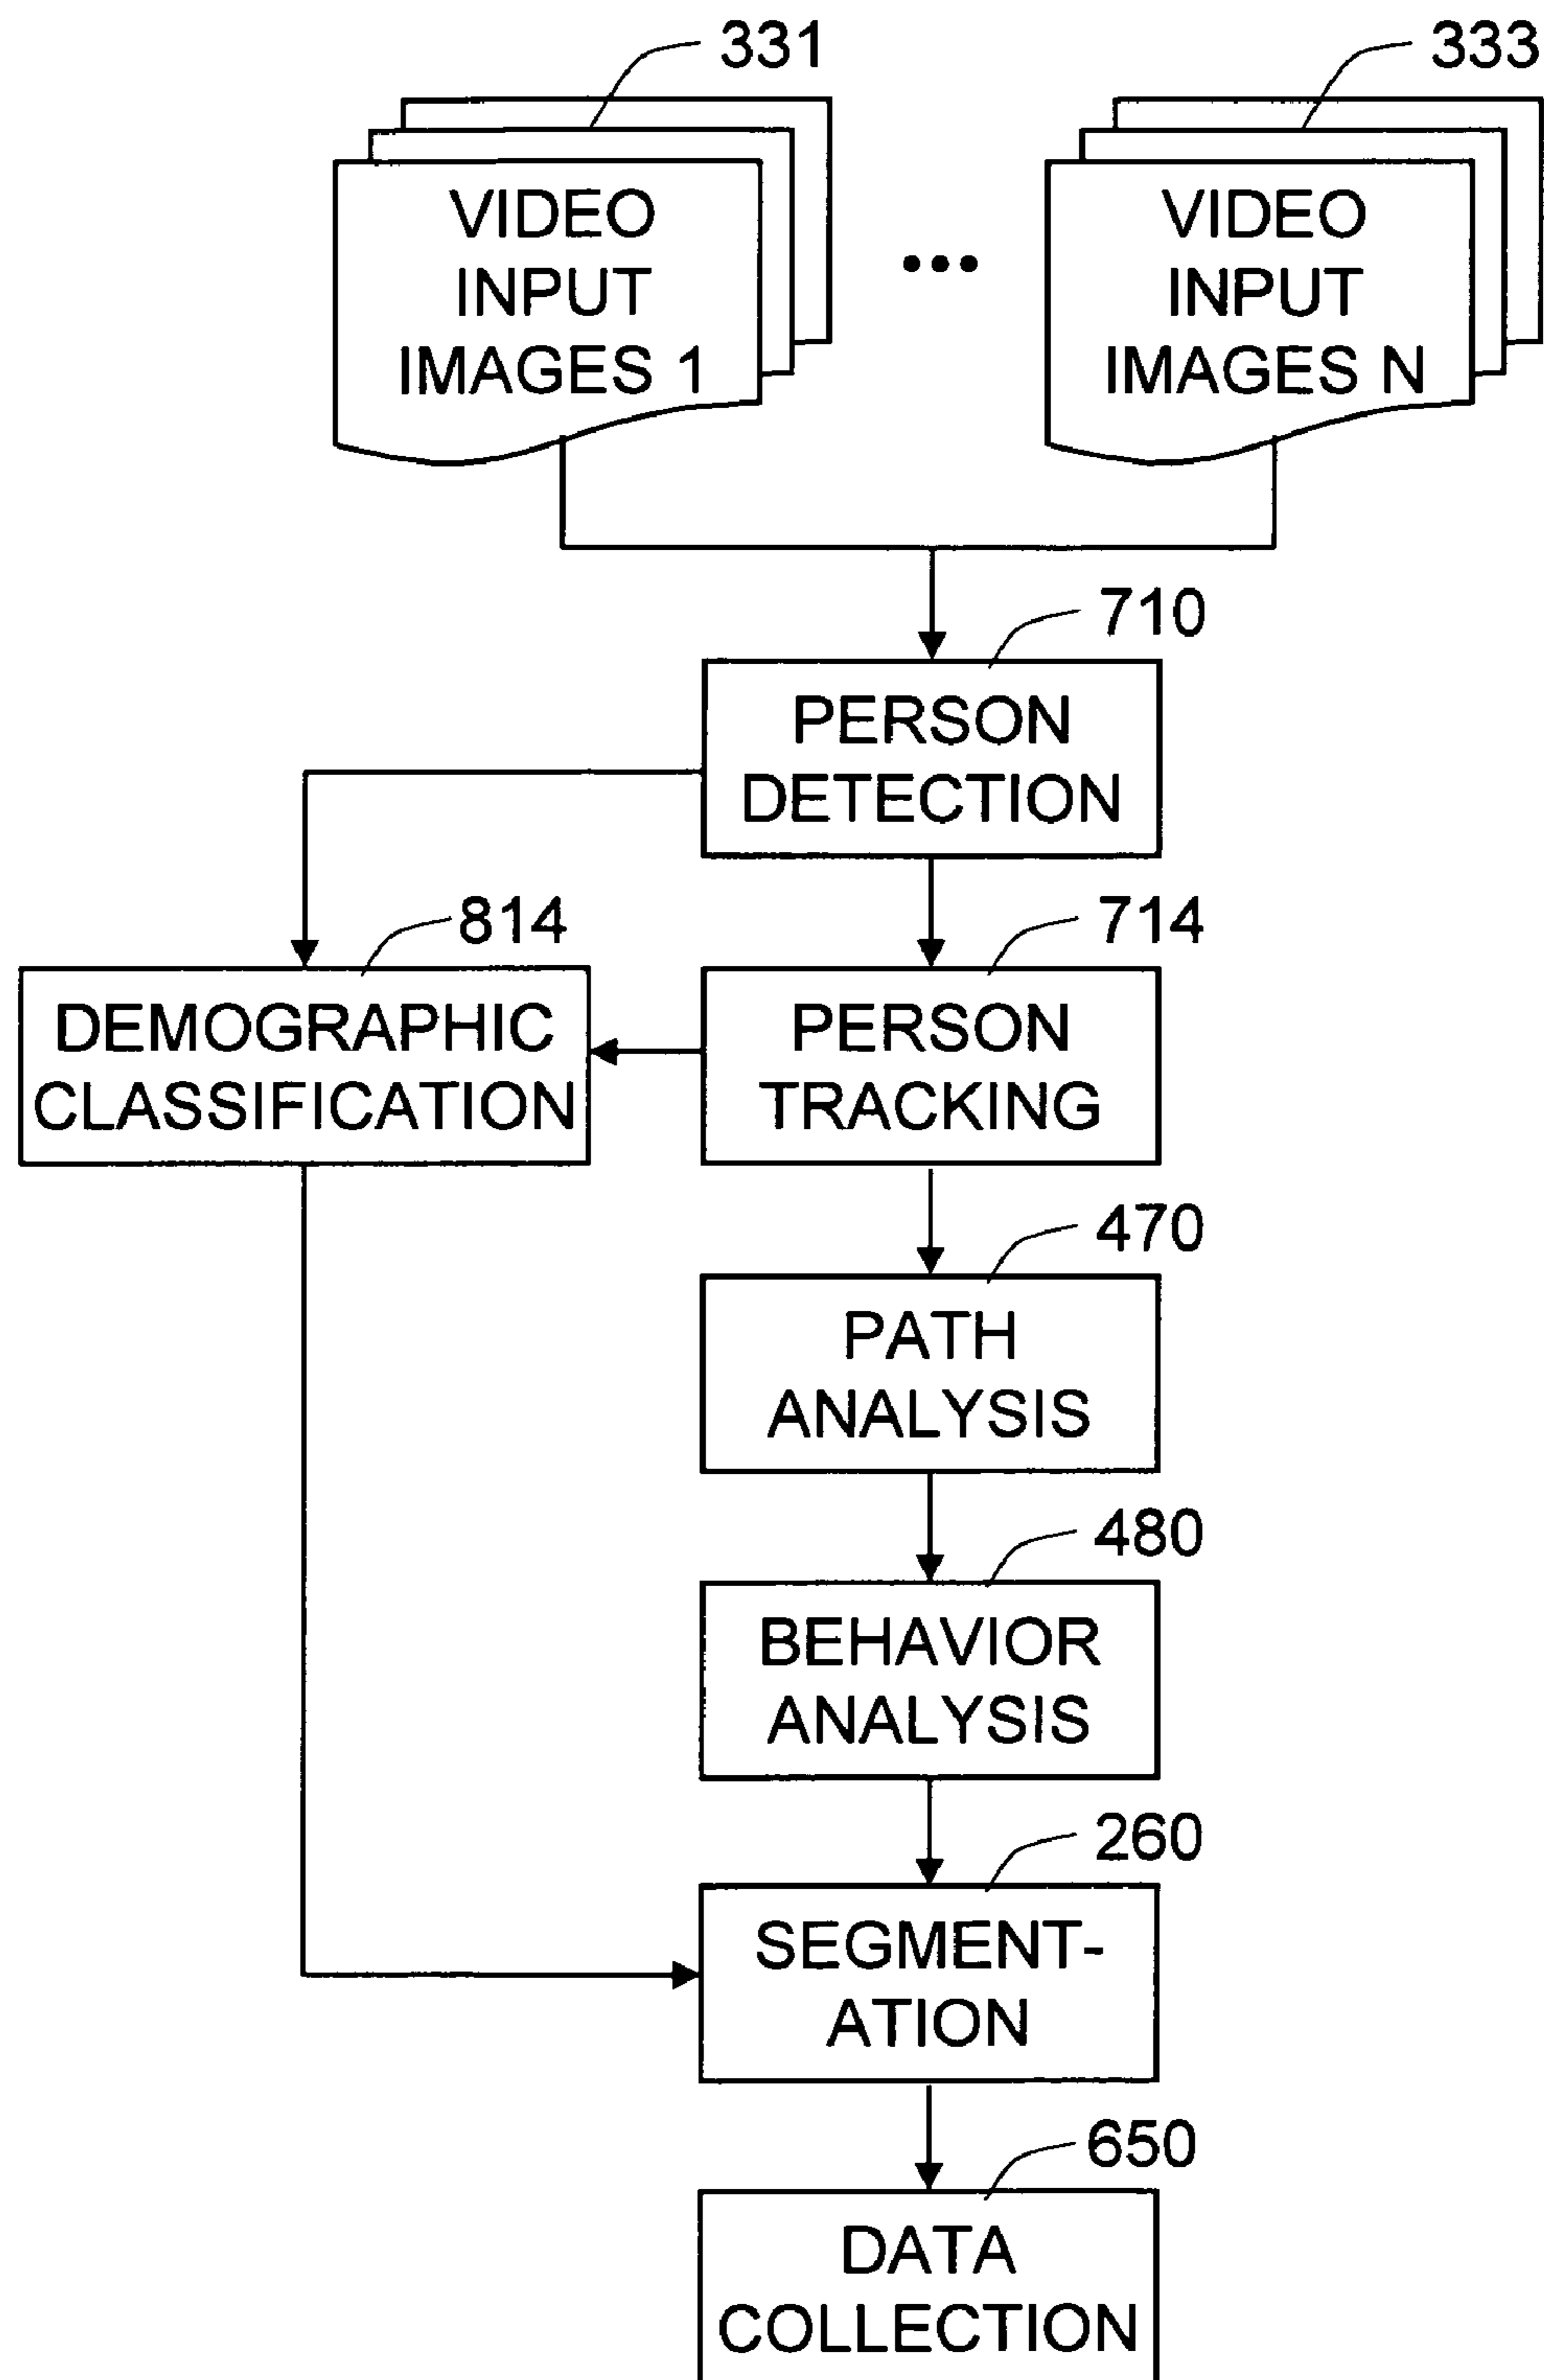 331
333
VIDEO
INPUT
IMAGES 1
•••
VIDEO
INPUT
IMAGES N
710
PERSON
DETECTION
814
DEMOGRAPHIC
CLASSIFICATION
714
PERSON
TRACKING
470
PATH
ANALYSIS
480
BEHAVIOR
ANALYSIS
260
SEGMENT-
ATION
650
DATA
COLLECTION